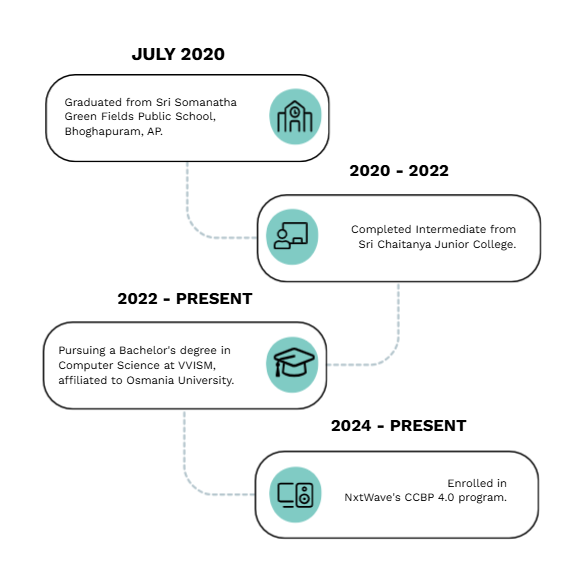 JULY 2020
Graduated from Sri Somanatha
Green Fields Public School,
Bhoghapuram, AP.
2020 - 2022
Completed Intermediate from
Sri Chaitanya Junior College.
2022 - PRESENT
Pursuing a Bachelor's degree in
Computer Science at VVISM,
affiliated to Osmania University.
2024 - PRESENT
Enrolled in
NxtWave's CCBP 4.0 program.